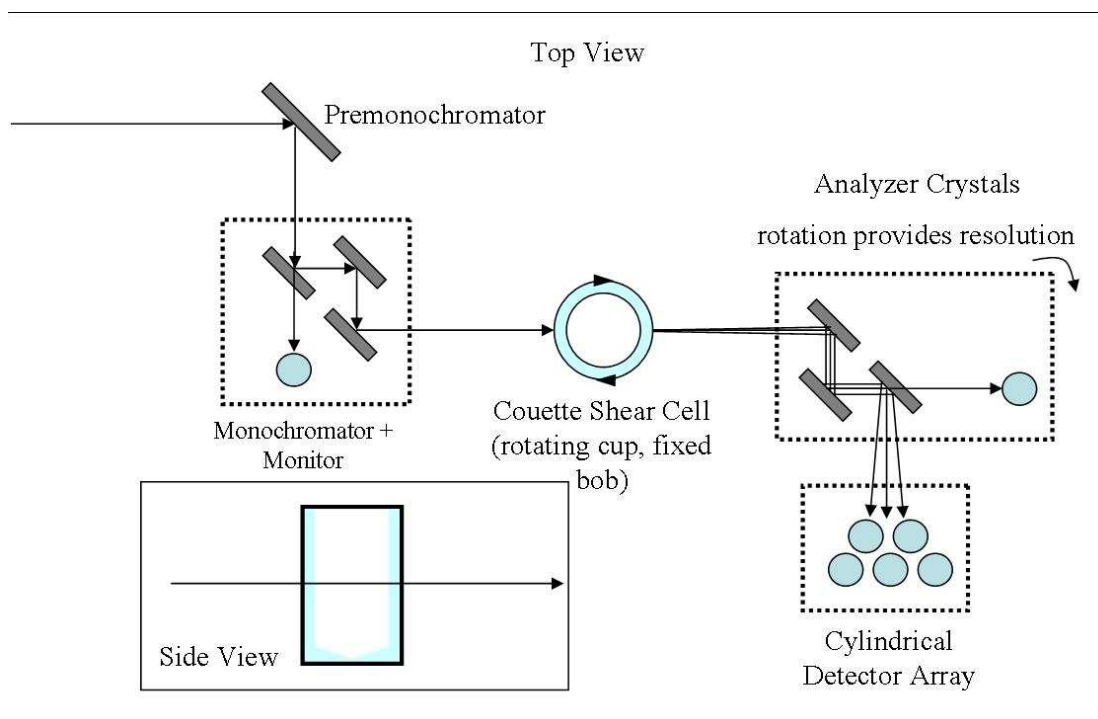 Top View
Premonochromator
Analyzer Crystals
rotation provides resolution
Couette Shear Cell
(rotating cup, fixed
bob)
Monochromator +
Monitor
Side View
Cylindrical
Detector Array